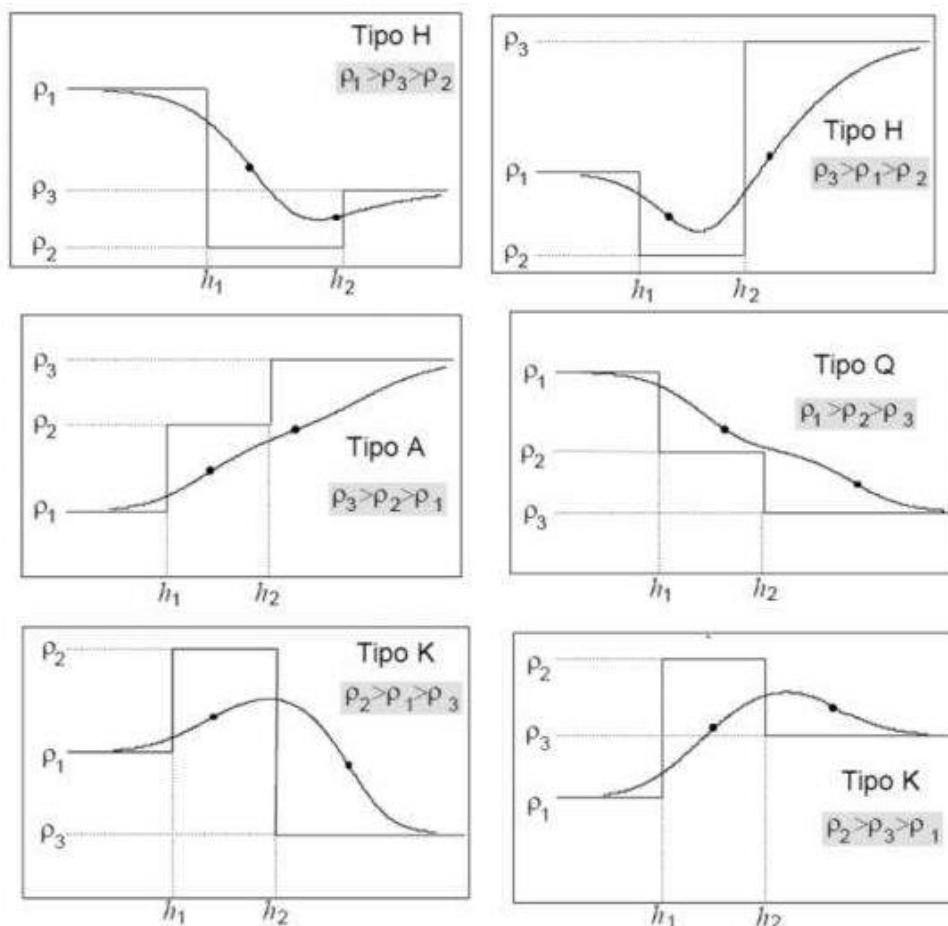 Tipo H
ρ1 >ρ3>ρ2
ρ1
ρ3
ρ2
h1
h2
ρ3
Tipo H
ρ3>ρ1>ρ2
ρ1
ρ2
h1
h2
ρ3
ρ2
Tipo A
ρ3>ρ2>ρ1
ρ1
h1
h2
ρ1
Tipo Q
ρ1>ρ2>ρ3
ρ2
ρ3
h1
h2
ρ2
Tipo K
ρ2>ρ1>ρ3
ρ1
ρ3
h1
h2
ρ2
ρ3
Tipo K
ρ2>ρ3>ρ1
ρ1
h1
h2